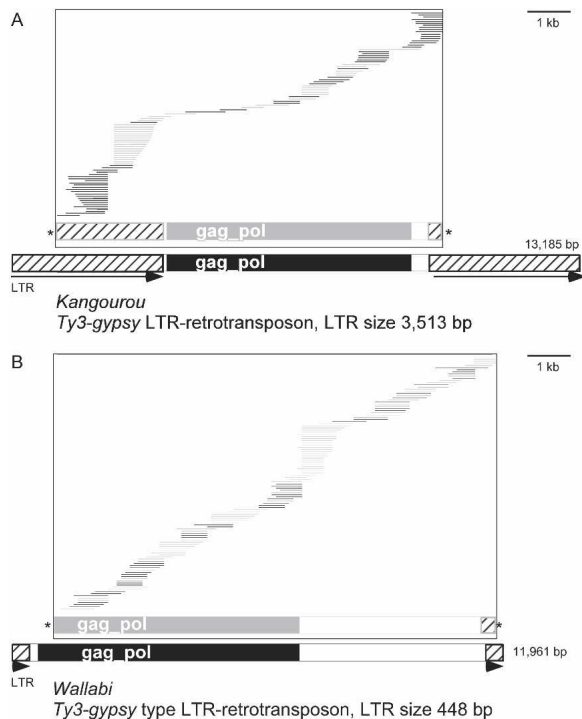 A
1 kb
* gag_pol *
13,185 bp
gag_pol
LTR
Kangourou
Ty3-gypsy LTR-retrotransposon, LTR size 3,513 bp
B
1 kb
* gag_pol *
gag_pol
11,961 bp
LTR
Wallabi
Ty3-gypsy type LTR-retrotransposon, LTR size 448 bp